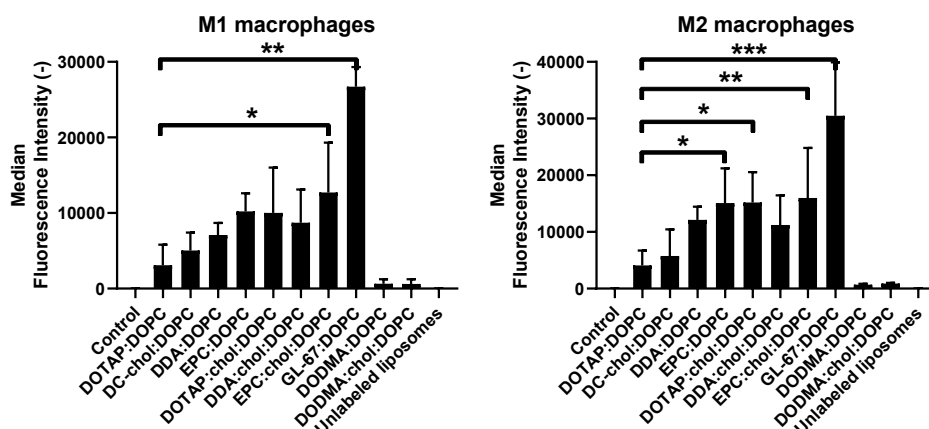 M1 macrophages
Median
Fluorescence Intensity (-)
30000
20000
10000
0
**
*
Control
DOTAP:DOPC
DC-chol:DOPC
DDA:DOPC
EPC:DOPC
DOTAP:chol:DOPC
DDA:chol:DOPC
EPC:chol:DOPC
GL-67:DOPC
DODMA:DOPC
DODMA:chol:DOPC
Unlabeled liposomes
M2 macrophages
Median
Fluorescence Intensity (-)
40000
30000
20000
10000
0
***
**
*
*
Control
DOTAP:DOPC
DC-chol:DOPC
DDA:DOPC
EPC:DOPC
DOTAP:chol:DOPC
DDA:chol:DOPC
EPC:chol:DOPC
GL-67:DOPC
DODMA:DOPC
DODMA:chol:DOPC
Unlabeled liposomes